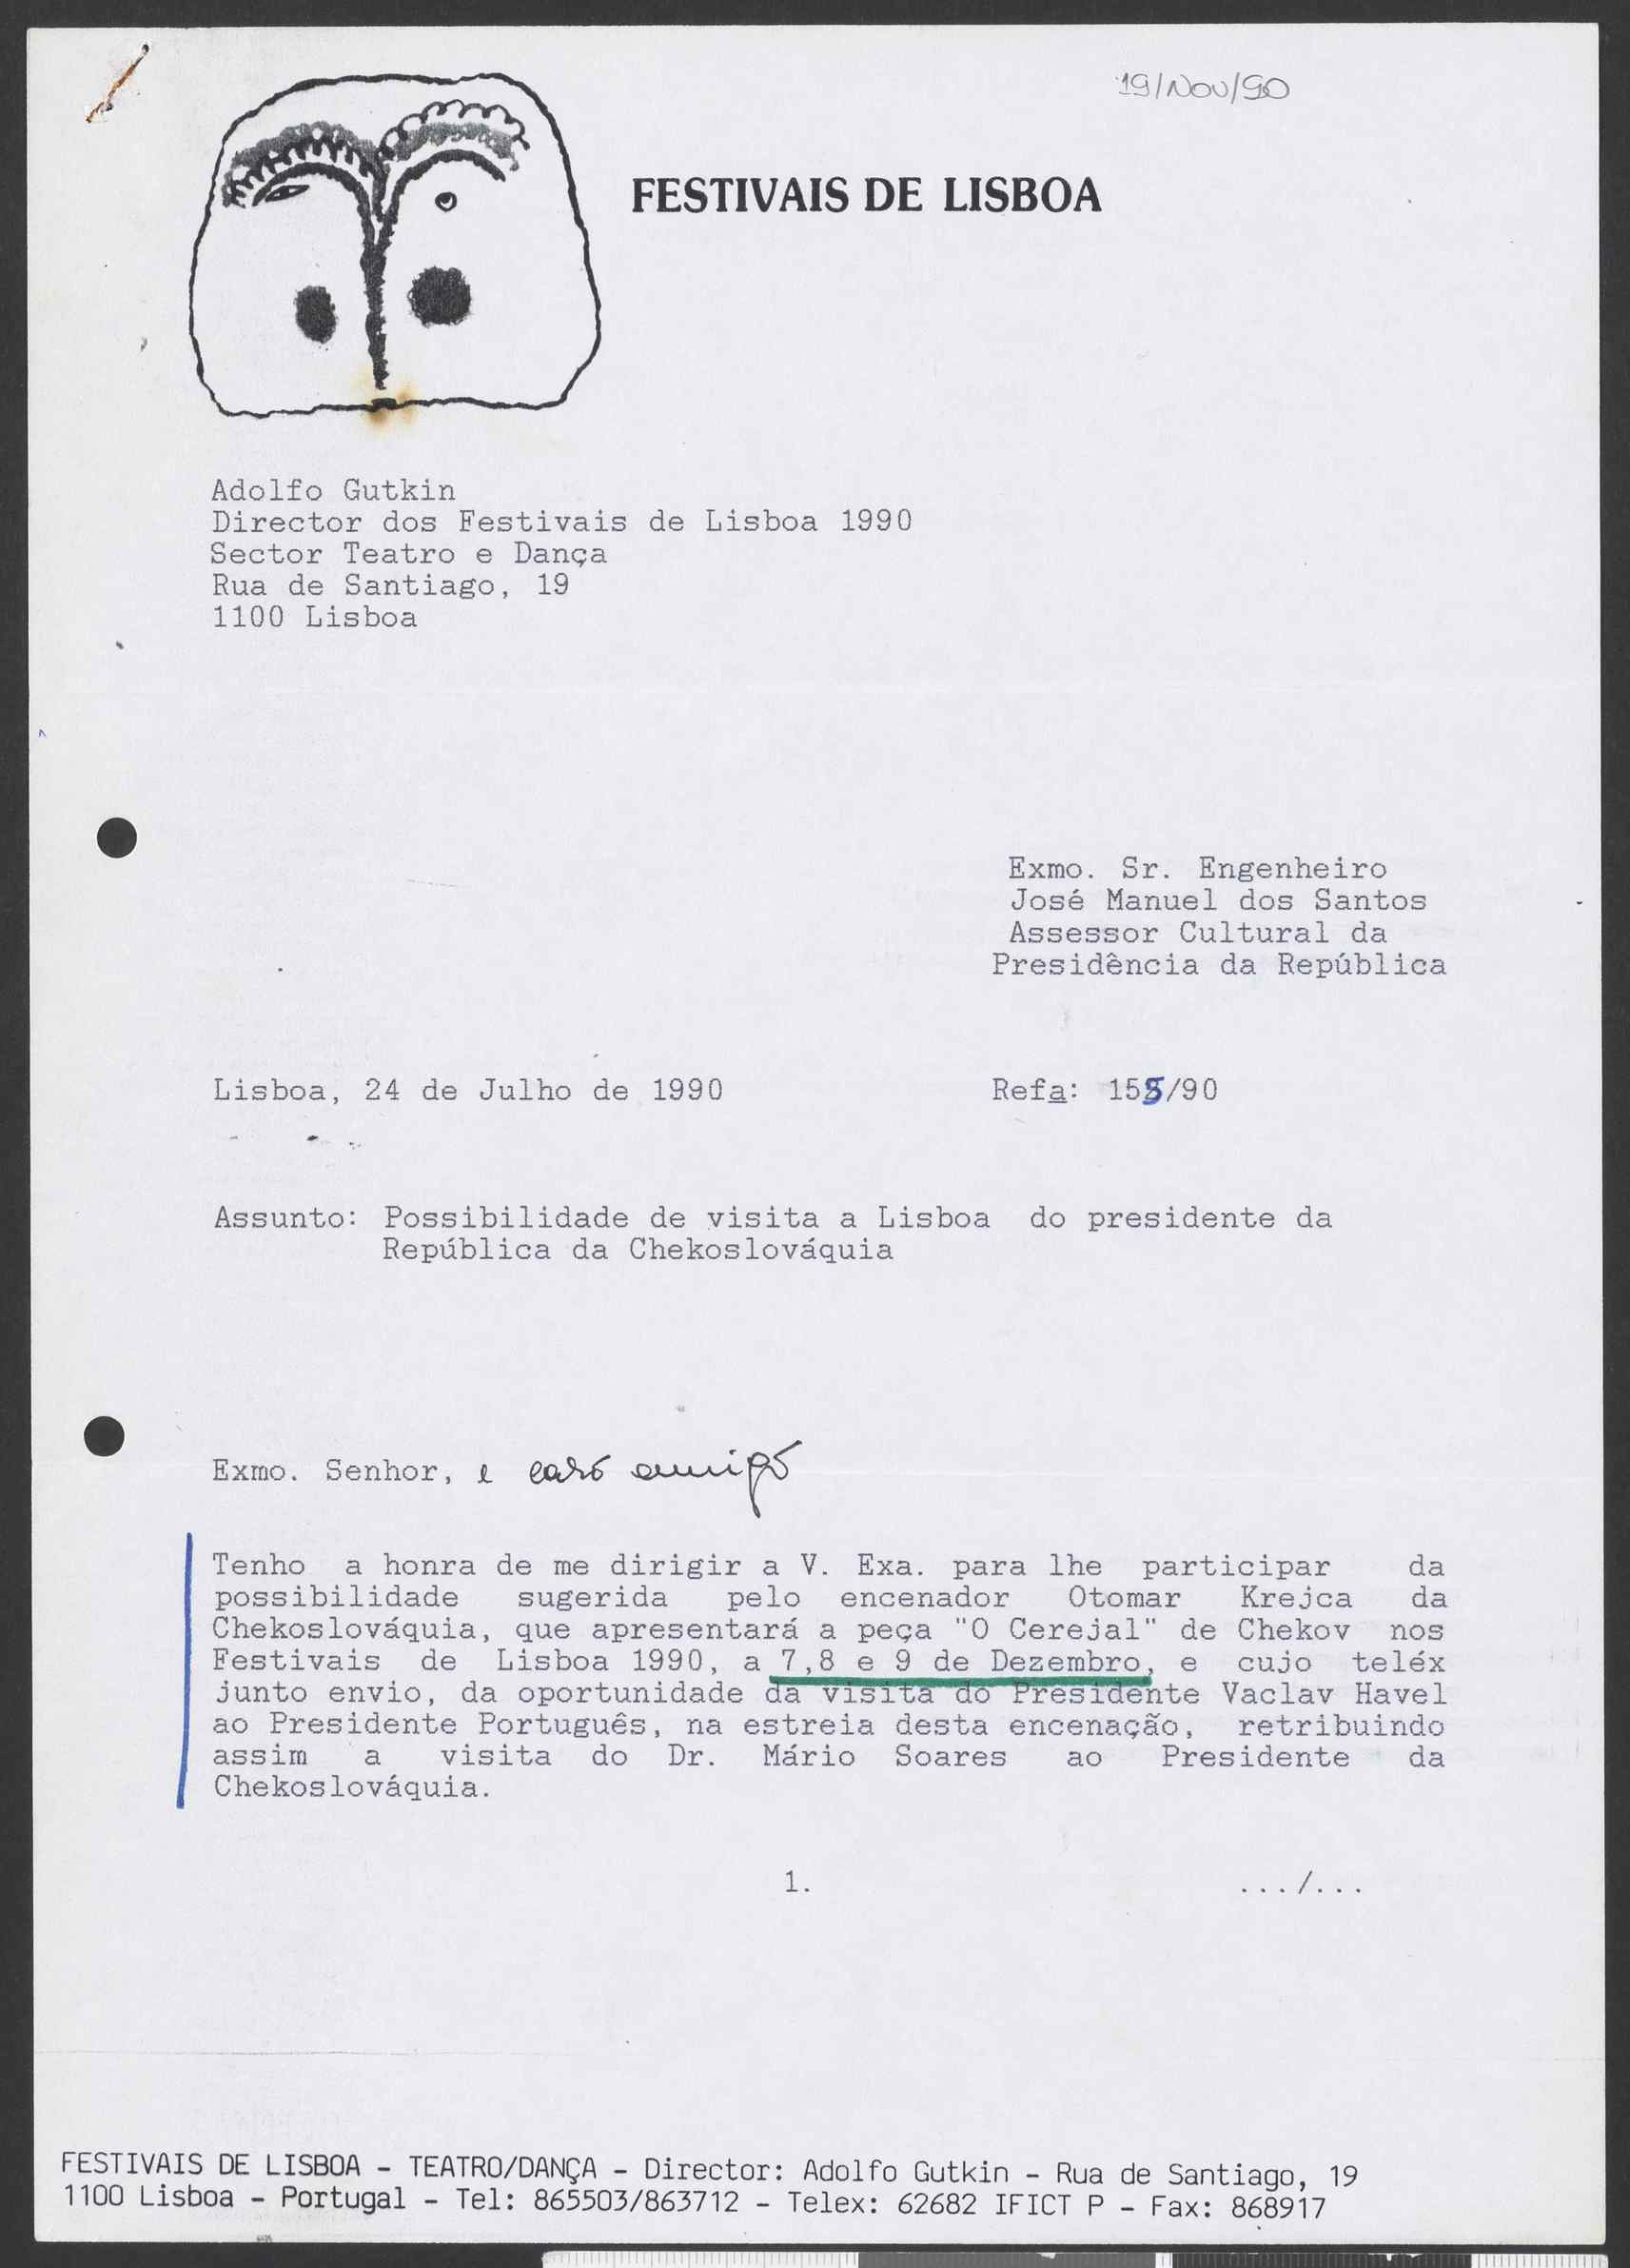 19/Nov/90
FESTIVAIS DE LISBOA
Adolfo Gutkin
Director dos Festivais de Lisboa 1990
Sector Teatro e Dança
Rua de Santiago, 19
1100 Lisboa
Exmo. Sr. Engenheiro
José Manuel dos Santos
Assessor Cultural da
Presidência da República
Lisboa, 24 de Julho de 1990
Refa: /90
Assunto: Possibilidade de visita a Lisboa do presidente da
República da Chekoslováquia
Exmo. Senhor, e caro amigo
Tenho a honra de me dirigir a V. Exa. para lhe participar da
possibilidade sugerida pelo encenador Otomar Krejca da
Chekoslováquia, que apresentará a peça "O Cerejal" de Chekov nos
Festivais de Lisboa 1990, a 7,8 e 9 de Dezembro, e cujo teléx
junto envio, da oportunidade da visita do Presidente Vaclav Havel
ao Presidente Português, na estreia desta encenação, retribuindo
assim a visita do Dr. Mário Soares ao Presidente da
Chekoslováquia.
1.
.../...
FESTIVAIS DE LISBOA - TEATRO/DANÇA - Director: Adolfo Gutkin - Rua de Santiago, 19
1100 Lisboa - Portugal - Tel: 865503/863712 - Telex: 62682 IFICT P - Fax: 868917